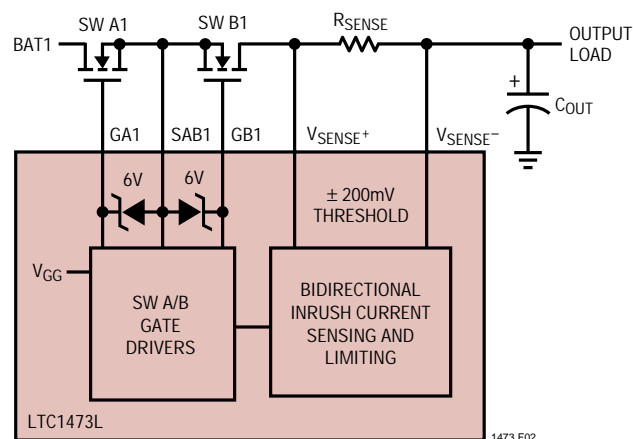 SW A1
SW B1
RSENSE
BAT1
OUTPUT
LOAD
+
COUT
GA1
SAB1
GB1
VSENSE+
VSENSE–
6V
6V
± 200mV
THRESHOLD
VGG
SW A/B
GATE
DRIVERS
BIDIRECTIONAL
INRUSH CURRENT
SENSING AND
LIMITING
LTC1473L
1473 F02